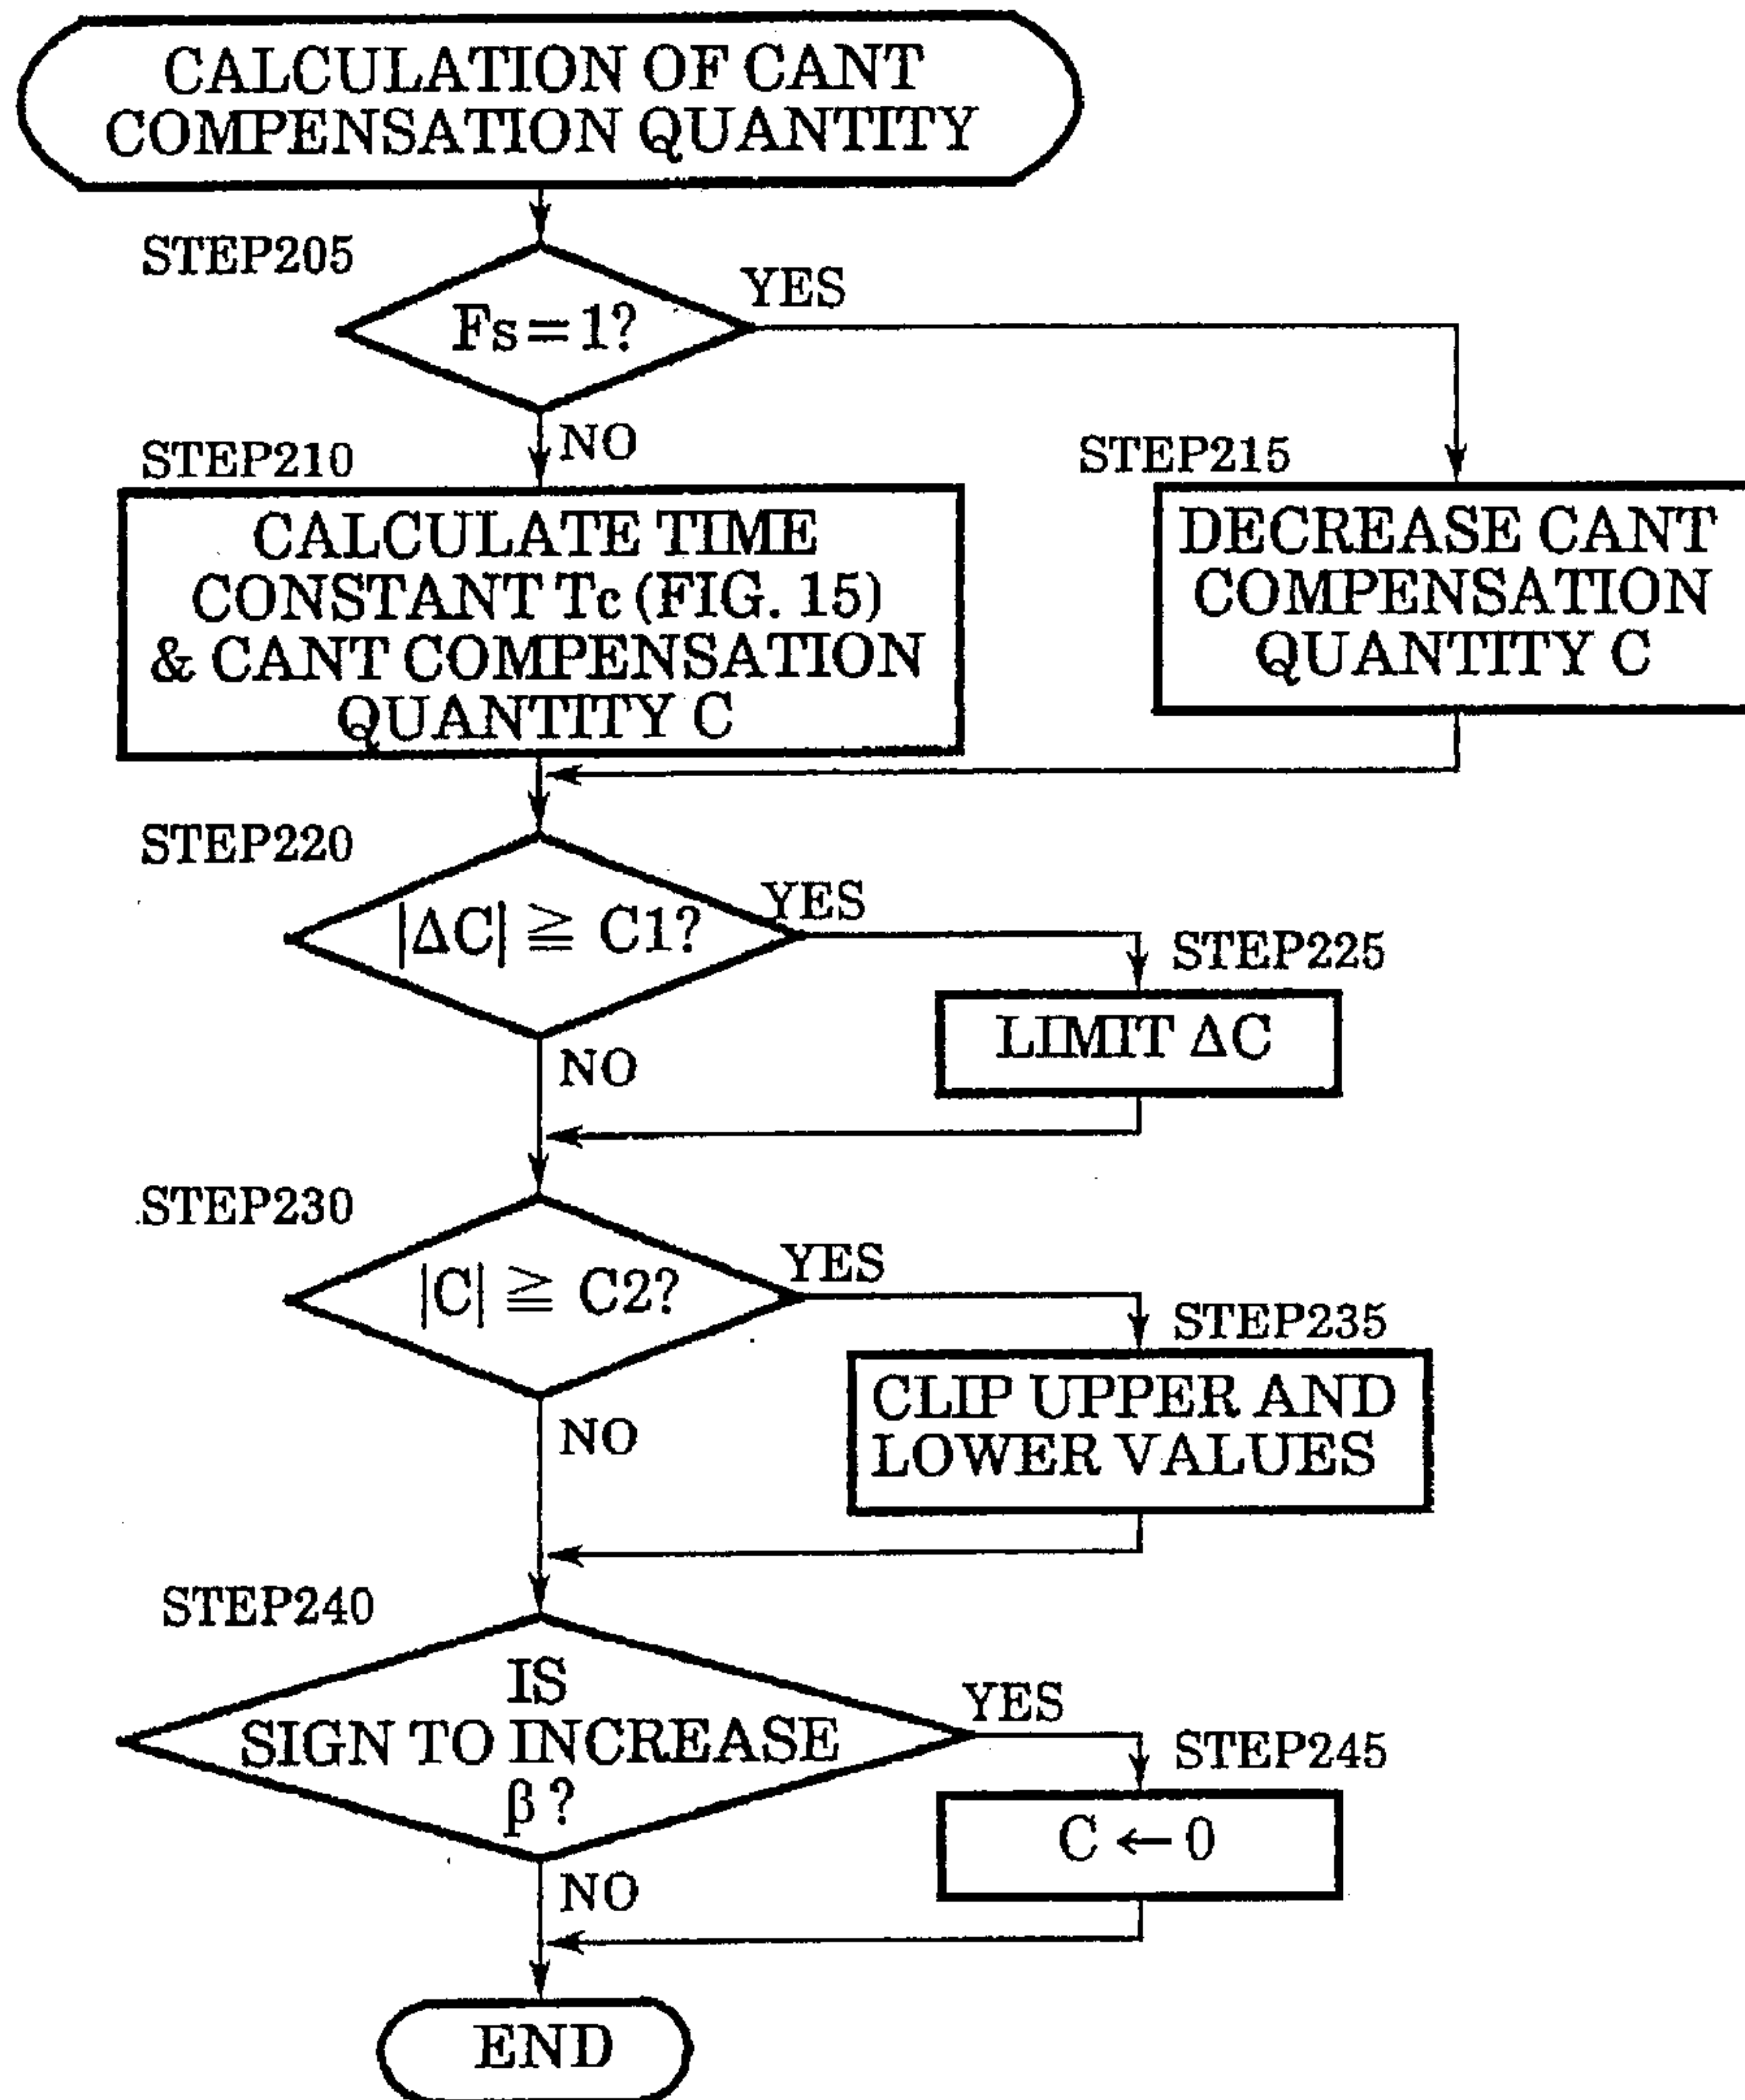 CALCULATION OF CANT
COMPENSATION QUANTITY
STEP205
Fs=1?
YES
NO
STEP210
CALCULATE TIME
CONSTANT Tc (FIG. 15)
& CANT COMPENSATION
QUANTITY C
STEP215
DECREASE CANT
COMPENSATION
QUANTITY C
STEP220
|ΔC| ≧ C1?
YES
NO
STEP225
LIMIT ΔC
STEP230
|C| ≧ C2?
YES
NO
STEP235
CLIP UPPER AND
LOWER VALUES
STEP240
IS
SIGN TO INCREASE
β?
YES
NO
STEP245
C ← 0
END